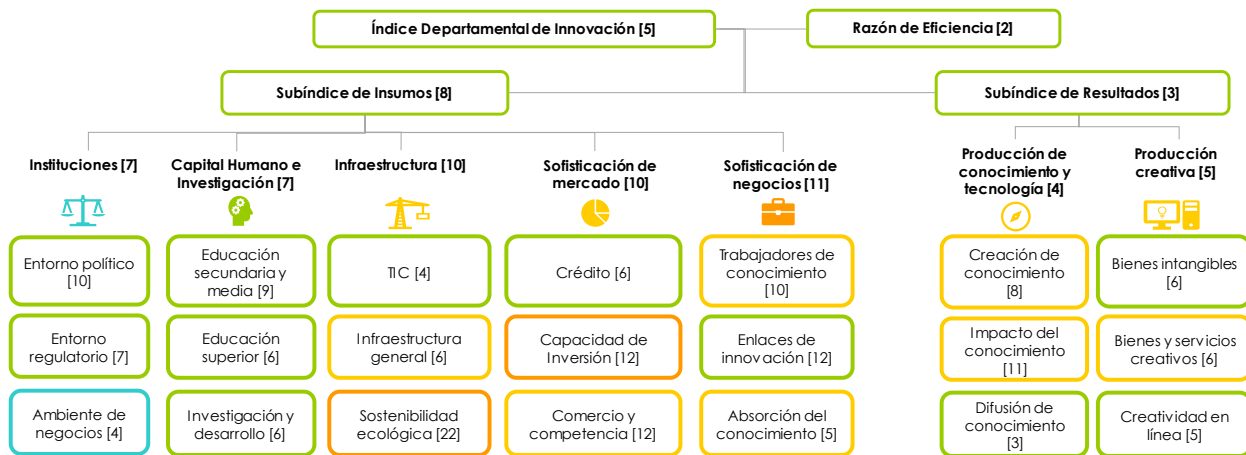 Índice Departamental de Innovación [5]
Razón de Eficiencia [2]
Subíndice de Insumos [8]
Subíndice de Resultados [3]
Instituciones [7]
Capital Humano e
Investigación [7]
Infraestructura [10]
Sofisticación de
mercado [10]
Sofisticación de
negocios [11]
Producción de
conocimiento y
tecnología [4]
Producción
creativa [5]
Entorno político
[10]
Educación
secundaria y
media [9]
TIC [4]
Crédito [6]
Trabajadores de
conocimiento
[10]
Creación de
conocimiento
[8]
Bienes intangibles
[6]
Entorno
regulatorio [7]
Educación
superior [6]
Infraestructura
general [6]
Capacidad de
Inversión [12]
Enlaces de
innovación [12]
Impacto del
conocimiento
[11]
Bienes y servicios
creativos [6]
Ambiente de
negocios [4]
Investigación y
desarrollo [6]
Sostenibilidad
ecológica [22]
Comercio y
competencia [12]
Absorción del
conocimiento [5]
Difusión de
conocimiento
[3]
Creatividad en
línea [5]